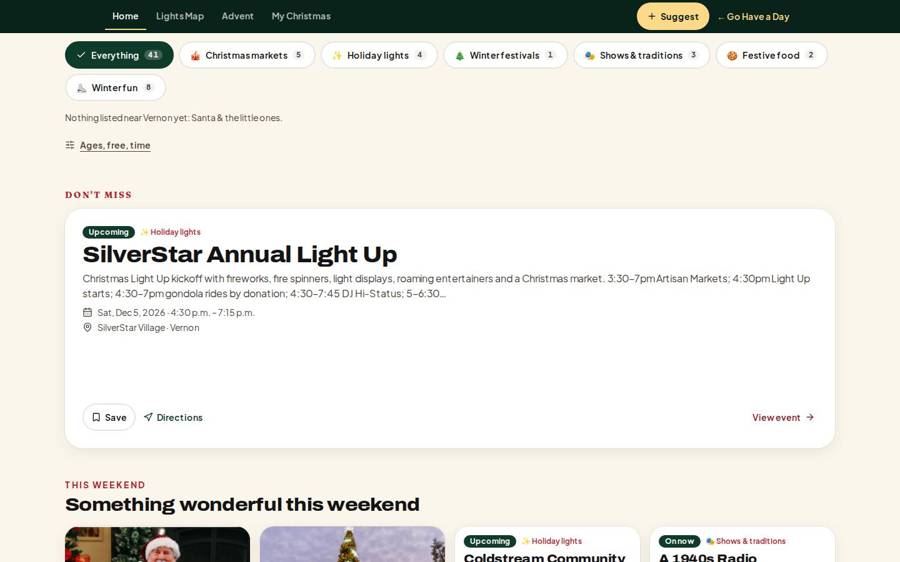 Home Lights Map Advent My Christmas + Suggest ← Go Have a Day
Everything 41 Christmas markets 5 Holiday lights 4 Winter festivals 1 Shows & traditions 3 Festive food 2
Winter fun 8
Nothing listed near Vernon yet: Santa & the little ones.
Ages, free, time
DON'T MISS
Upcoming Holiday lights
SilverStar Annual Light Up
Christmas Light Up kickoff with fireworks, fire spinners, light displays, roaming entertainers and a Christmas market. 3:30–7pm Artisan Markets; 4:30pm Light Up
starts; 4:30–7pm gondola rides by donation; 4:30–7:45 DJ Hi-Status; 5–6:30…
Sat, Dec 5, 2026 · 4:30 p.m. – 7:15 p.m.
SilverStar Village · Vernon
Save Directions View event →
THIS WEEKEND
Something wonderful this weekend
Upcoming Holiday lights On now Shows & traditions
Coldstream Community A 1940s Radio